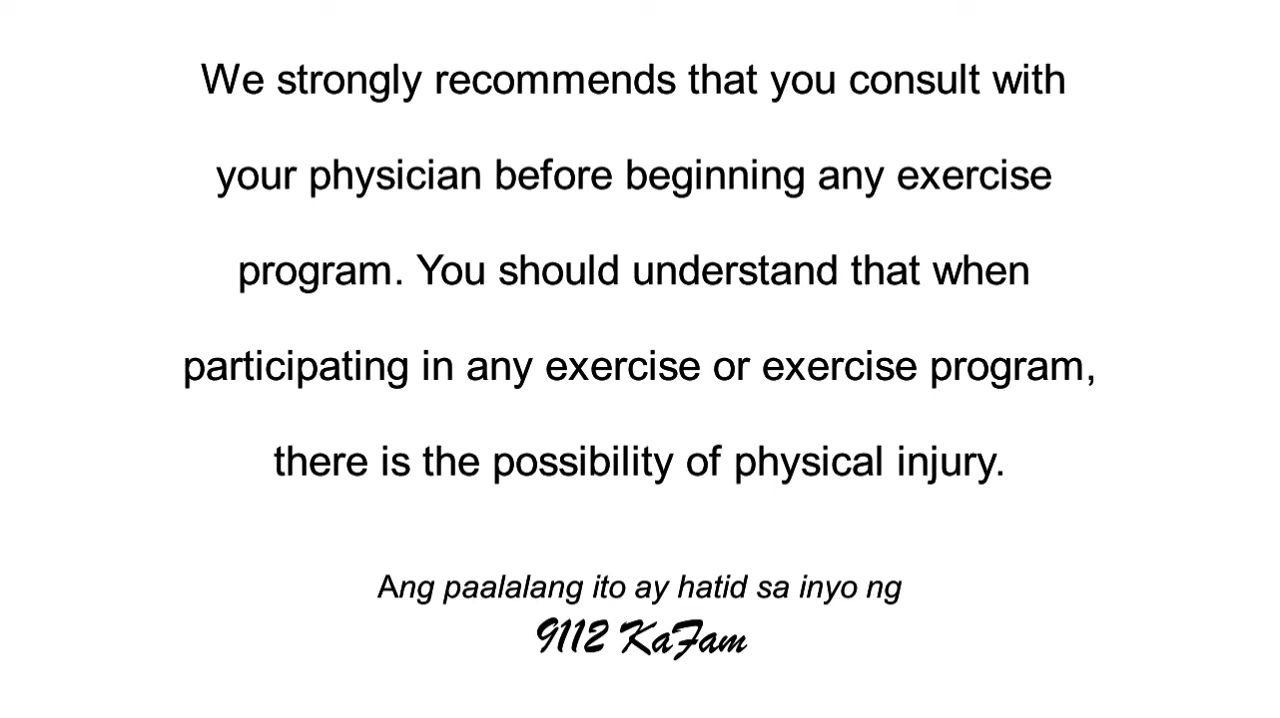 We strongly recommends that you consult with
your physician before beginning any exercise
program. You should understand that when
participating in any exercise or exercise program,
there is the possibility of physical injury.
Ang paalalang ito ay hatid sa inyo ng
9112 KaFam